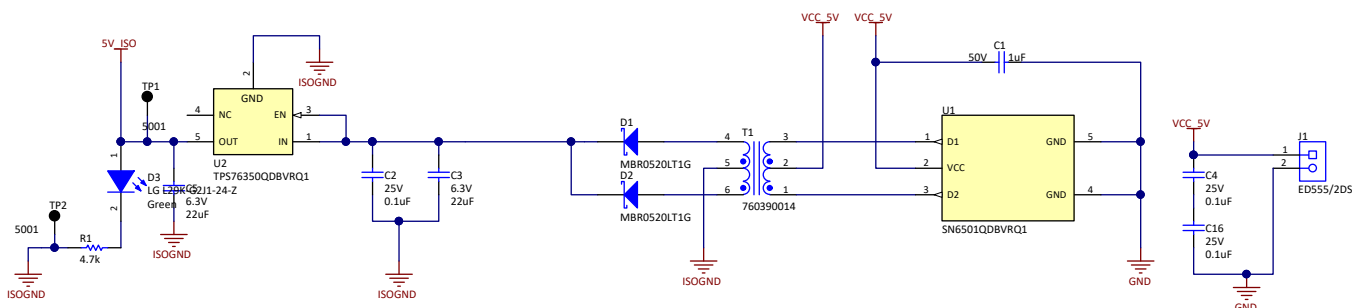 VCC_5V
VCC_5V
5V_ISO
C1
50V
1uF
2
ISOGND
GND
TP1
4
NC
EN
3
5001
5
OUT
IN
1
U2
TPS76350QDBVRQ1
D1
MBR0520LT1G
D2
MBR0520LT1G
4
5
6
T1
3
2
1
760390014
U1
1
D1
GND
5
2
VCC
3
D2
GND
4
SN6501QDBVRQ1
VCC_5V
J1
1
2
ED555/2DS
C4
25V
0.1uF
C16
25V
0.1uF
GND
1
D3
Green
2
C5
6.3V
22uF
ISOGND
C2
25V
0.1uF
C3
6.3V
22uF
ISOGND
TP2
5001
R1
4.7k
ISOGND
ISOGND
GND